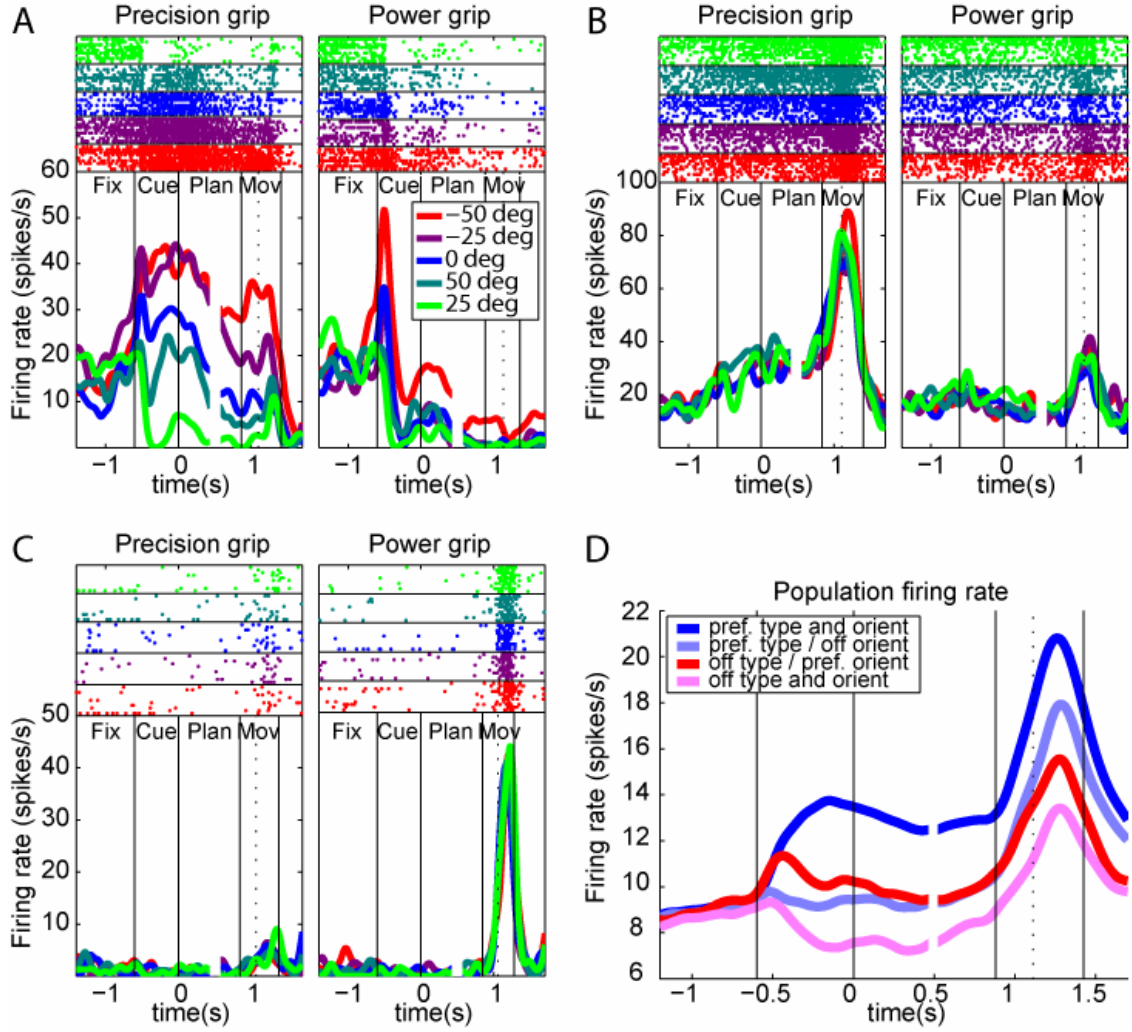 A
Precision grip
Power grip
60
Fix Cue Plan Mov
Fix Cue Plan Mov
50
40
30
20
10
Firing rate (spikes/s)
−50 deg
−25 deg
0 deg
50 deg
25 deg
−1 0 1
time(s)
−1 0 1
time(s)
B
Precision grip
Power grip
100
Fix Cue Plan Mov
Fix Cue Plan Mov
80
60
40
20
Firing rate (spikes/s)
−1 0 1
time(s)
−1 0 1
time(s)
C
Precision grip
Power grip
50
Fix Cue Plan Mov
Fix Cue Plan Mov
40
30
20
10
Firing rate (spikes/s)
−1 0 1
time(s)
−1 0 1
time(s)
D
Population firing rate
22
20
18
16
14
12
10
8
6
Firing rate (spikes/s)
pref. type and orient
pref. type / off orient
off type / pref. orient
off type and orient
−1 −0.5 0 0.5 1 1.5
time(s)